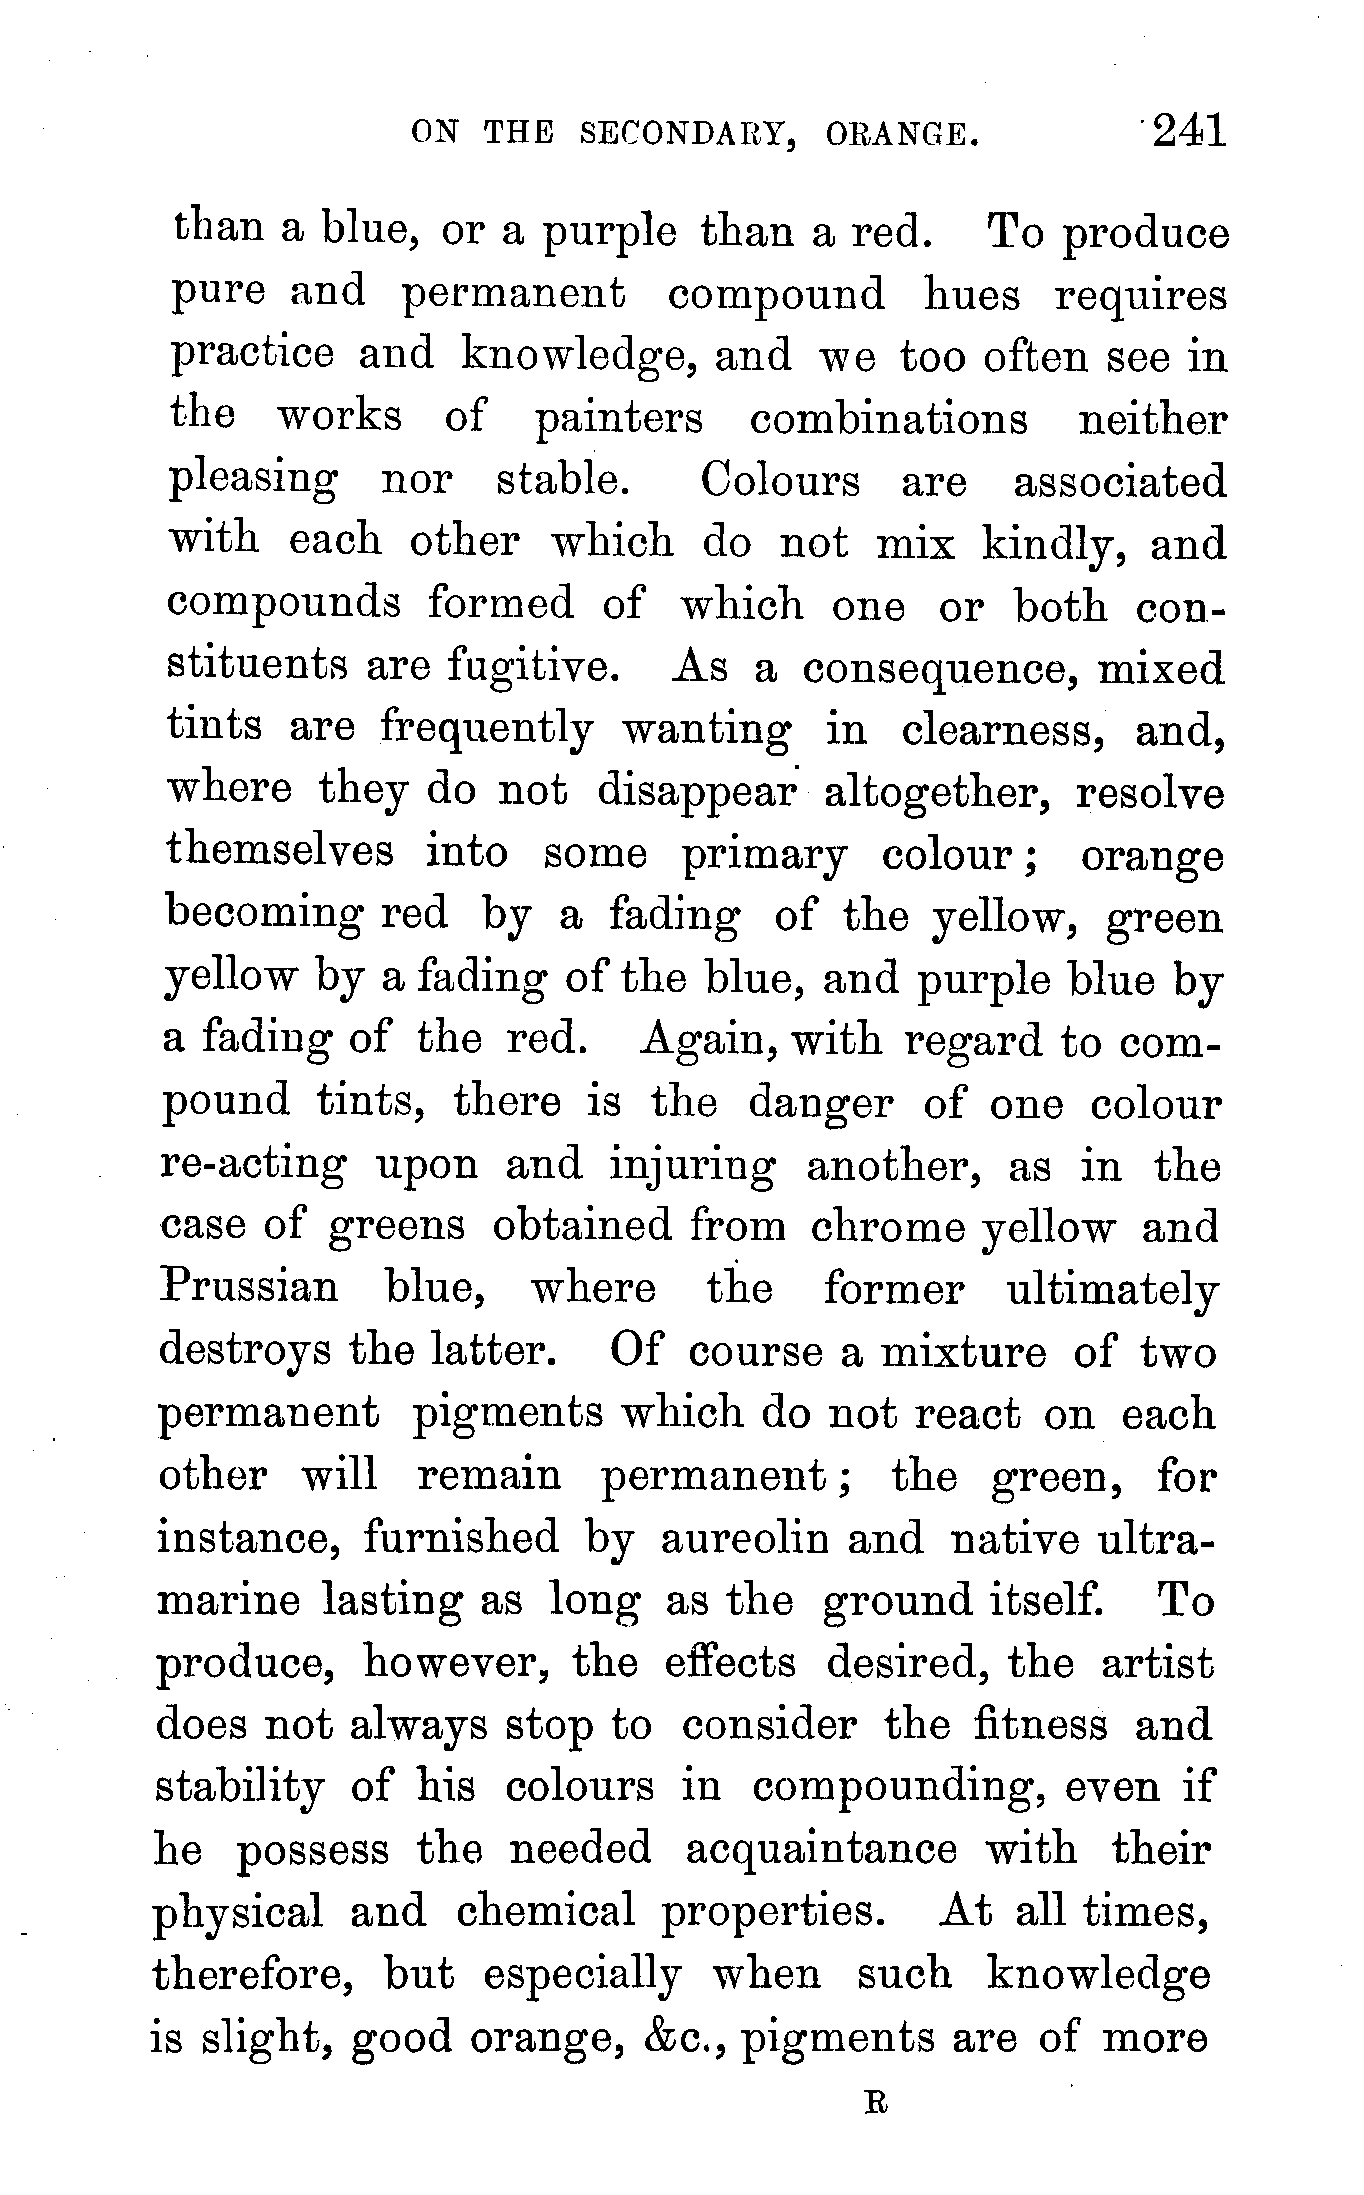 ON THE SECONDARY, ORANGE. 241
than a blue, or a purple than a red. To produce
pure and permanent compound hues requires
practice and knowledge, and we too often see in
the works of painters combinations neither
pleasing nor stable. Colours are associated
with each other which do not mix kindly, and
compounds formed of which one or both con-
stituents are fugitive. As a consequence, mixed
tints are frequently wanting in clearness, and,
where they do not disappear altogether, resolve
themselves into some primary colour; orange
becoming red by a fading of the yellow, green
yellow by a fading of the blue, and purple blue by
a fading of the red. Again, with regard to com-
pound tints, there is the danger of one colour
re-acting upon and injuring another, as in the
case of greens obtained from chrome yellow and
Prussian blue, where the former ultimately
destroys the latter. Of course a mixture of two
permanent pigments which do not react on each
other will remain permanent; the green, for
instance, furnished by aureolin and native ultra-
marine lasting as long as the ground itself. To
produce, however, the effects desired, the artist
does not always stop to consider the fitness and
stability of his colours in compounding, even if
he possess the needed acquaintance with their
physical and chemical properties. At all times,
therefore, but especially when such knowledge
is slight, good orange, &c., pigments are of more
R